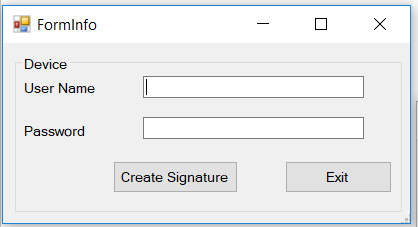 FormInfo
Device
User Name
Password
Create Signature Exit